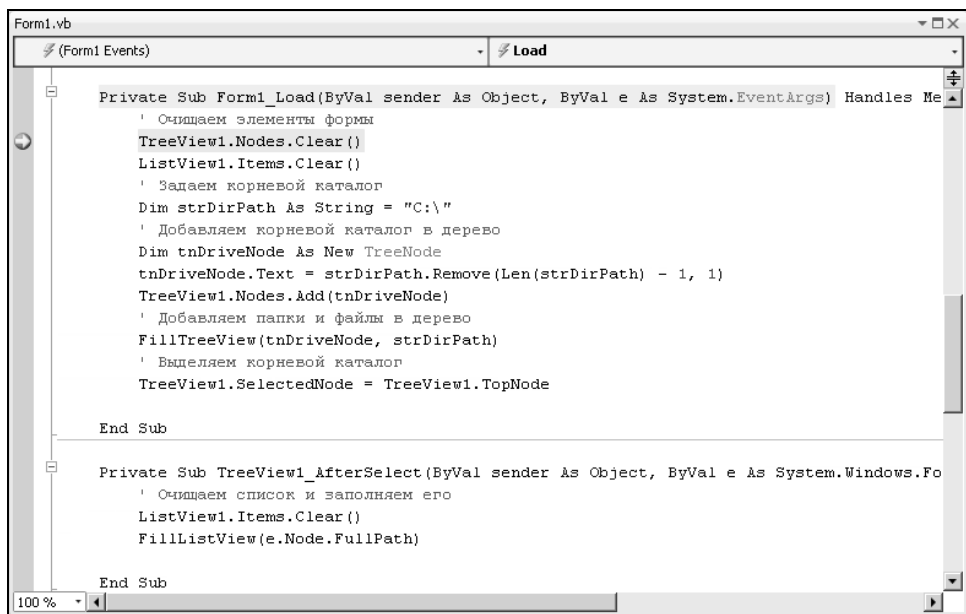 Form1.vb
(Form1 Events) Load
Private Sub Form1_Load(ByVal sender As Object, ByVal e As System.EventArgs) Handles Me
' Очищаем элементы формы
TreeView1.Nodes.Clear()
ListView1.Items.Clear()
' Задаем корневой каталог
Dim strDirPath As String = "C:\"
' Добавляем корневой каталог в дерево
Dim tnDriveNode As New TreeNode
tnDriveNode.Text = strDirPath.Remove(Len(strDirPath) - 1, 1)
TreeView1.Nodes.Add(tnDriveNode)
' Добавляем папки и файлы в дерево
FillTreeView(tnDriveNode, strDirPath)
' Выделяем корневой каталог
TreeView1.SelectedNode = TreeView1.TopNode
End Sub
Private Sub TreeView1_AfterSelect(ByVal sender As Object, ByVal e As System.Windows.Fo
' Очищаем список и заполняем его
ListView1.Items.Clear()
FillListView(e.Node.FullPath)
End Sub
100 %